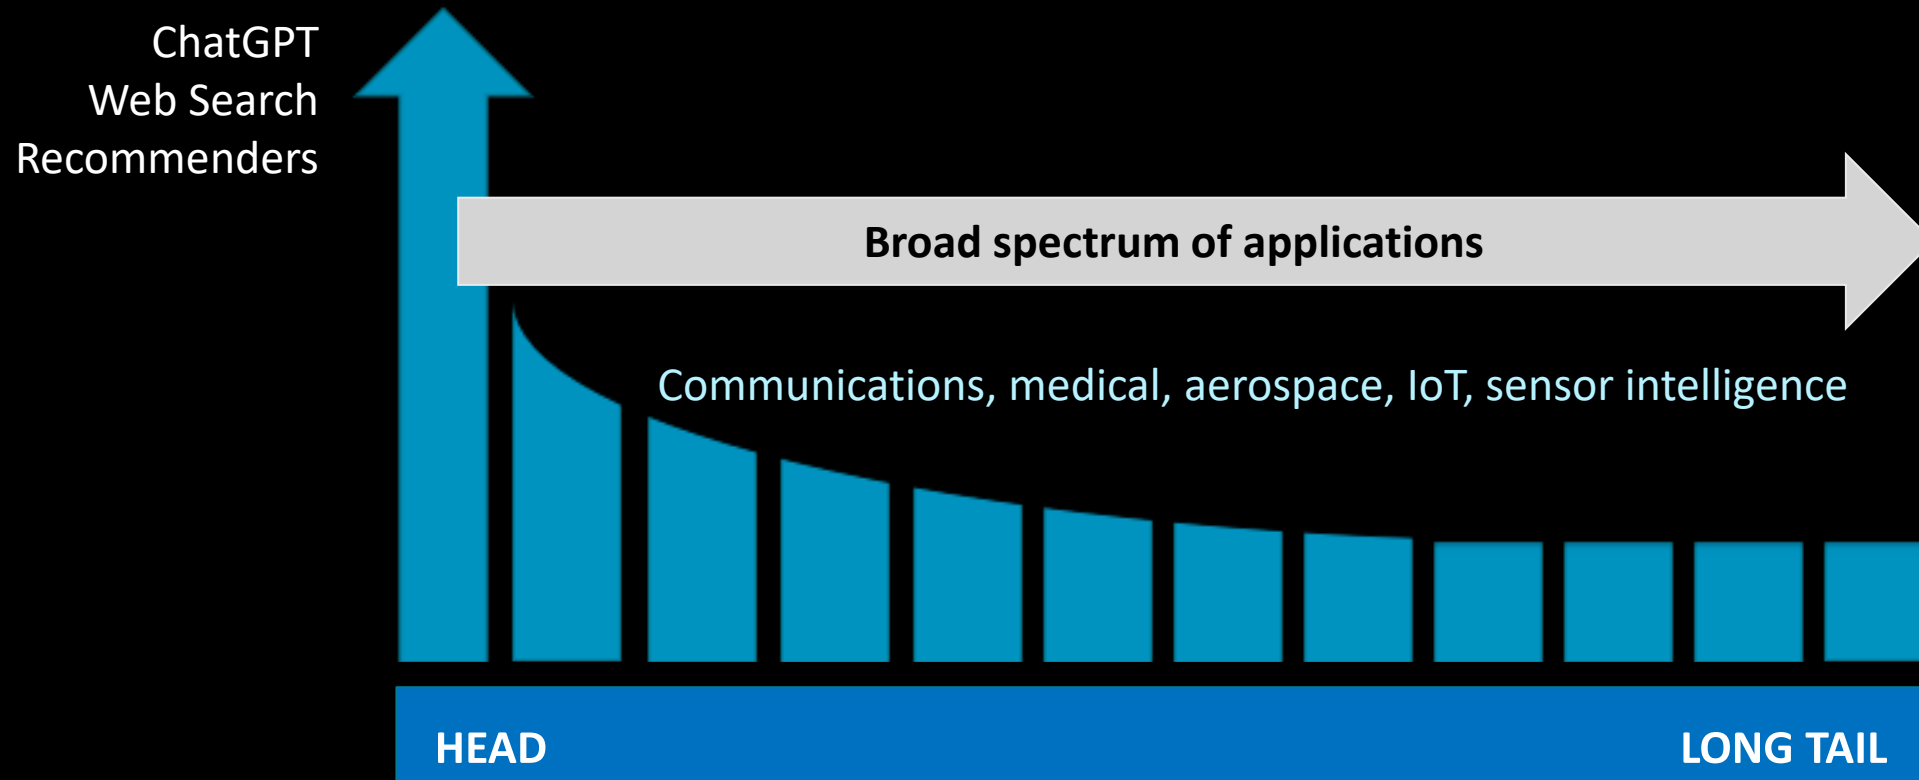 ChatGPT
Web Search
Recommenders
Broad spectrum of applications
Communications, medical, aerospace, IoT, sensor intelligence
HEAD
LONG TAIL